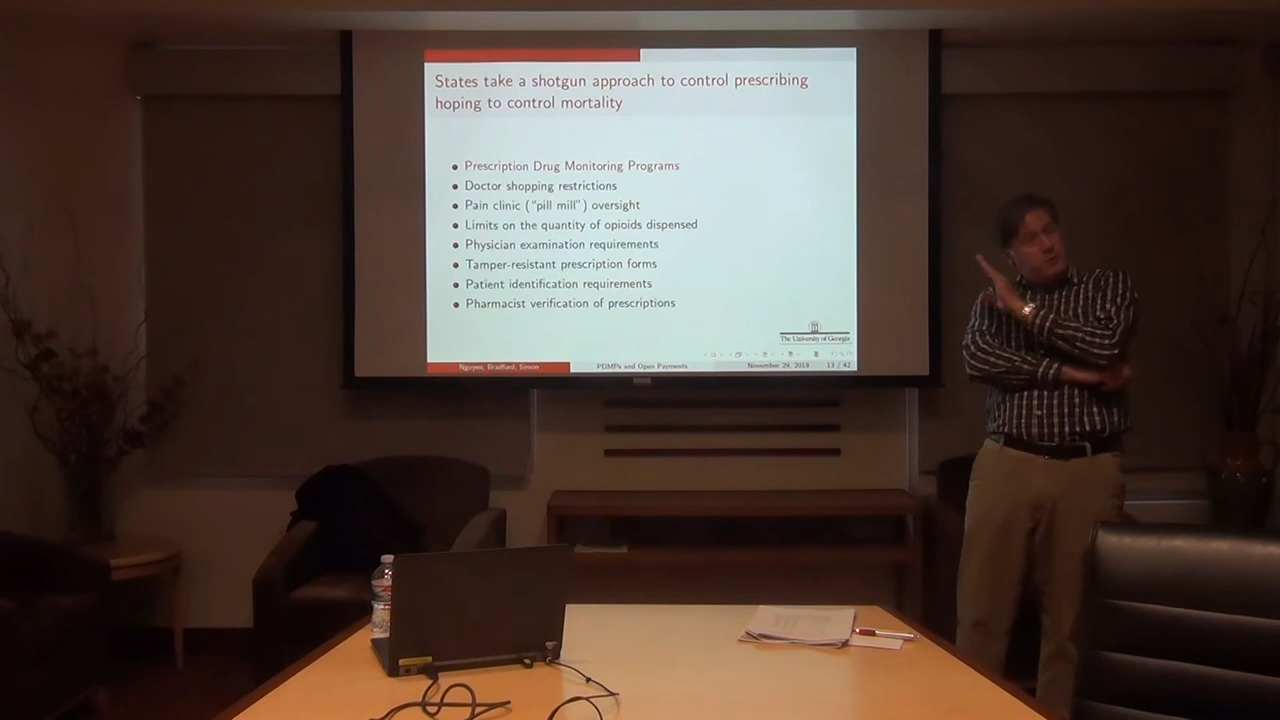 States take a shotgun approach to control prescribing
hoping to control mortality
Prescription Drug Monitoring Programs
Doctor shopping restrictions
Pain clinic (“pill mill”) oversight
Limits on the quantity of opioids dispensed
Physician examination requirements
Tamper-resistant prescription forms
Patient identification requirements
Pharmacist verification of prescriptions
The University of Georgia
Nguyen, Bradford, Simon
PDMPs and Open Payments
November 29, 2018
13 / 42